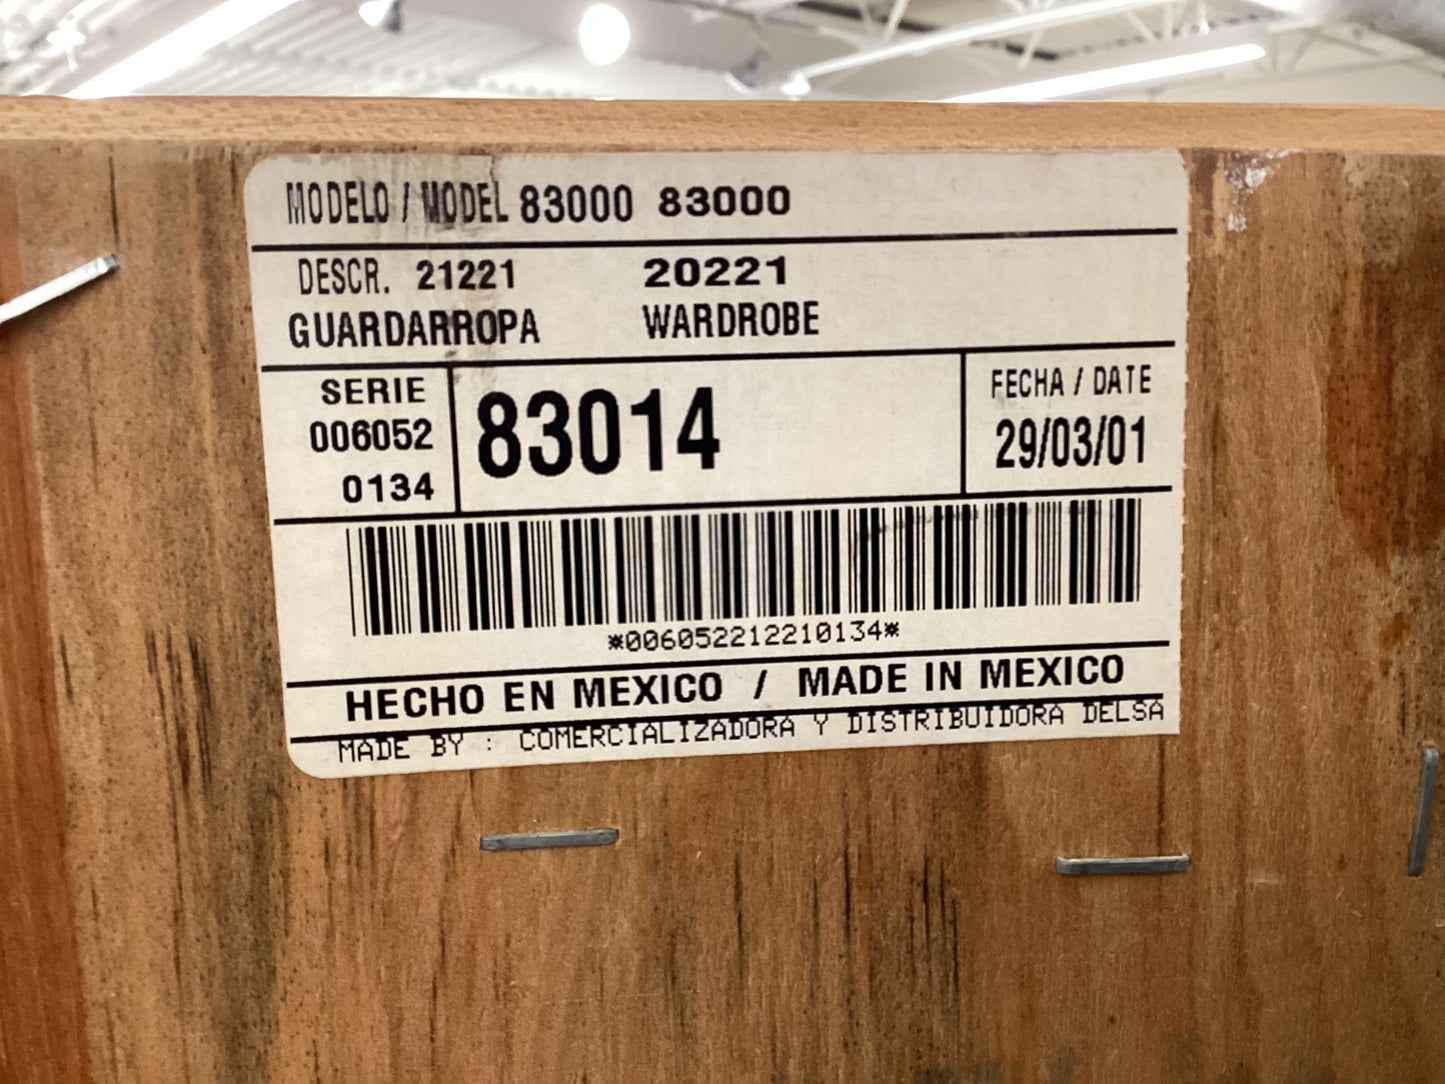 MODELO / MODEL 83000 83000
DESCR. 21221 20221
GUARDARROPA WARDROBE
SERIE
006052
0134
83014
FECHA / DATE
29/03/01
*006052212210134*
HECHO EN MEXICO / MADE IN MEXICO
MADE BY : COMERCIALIZADORA Y DISTRIBUIDORA DELSA